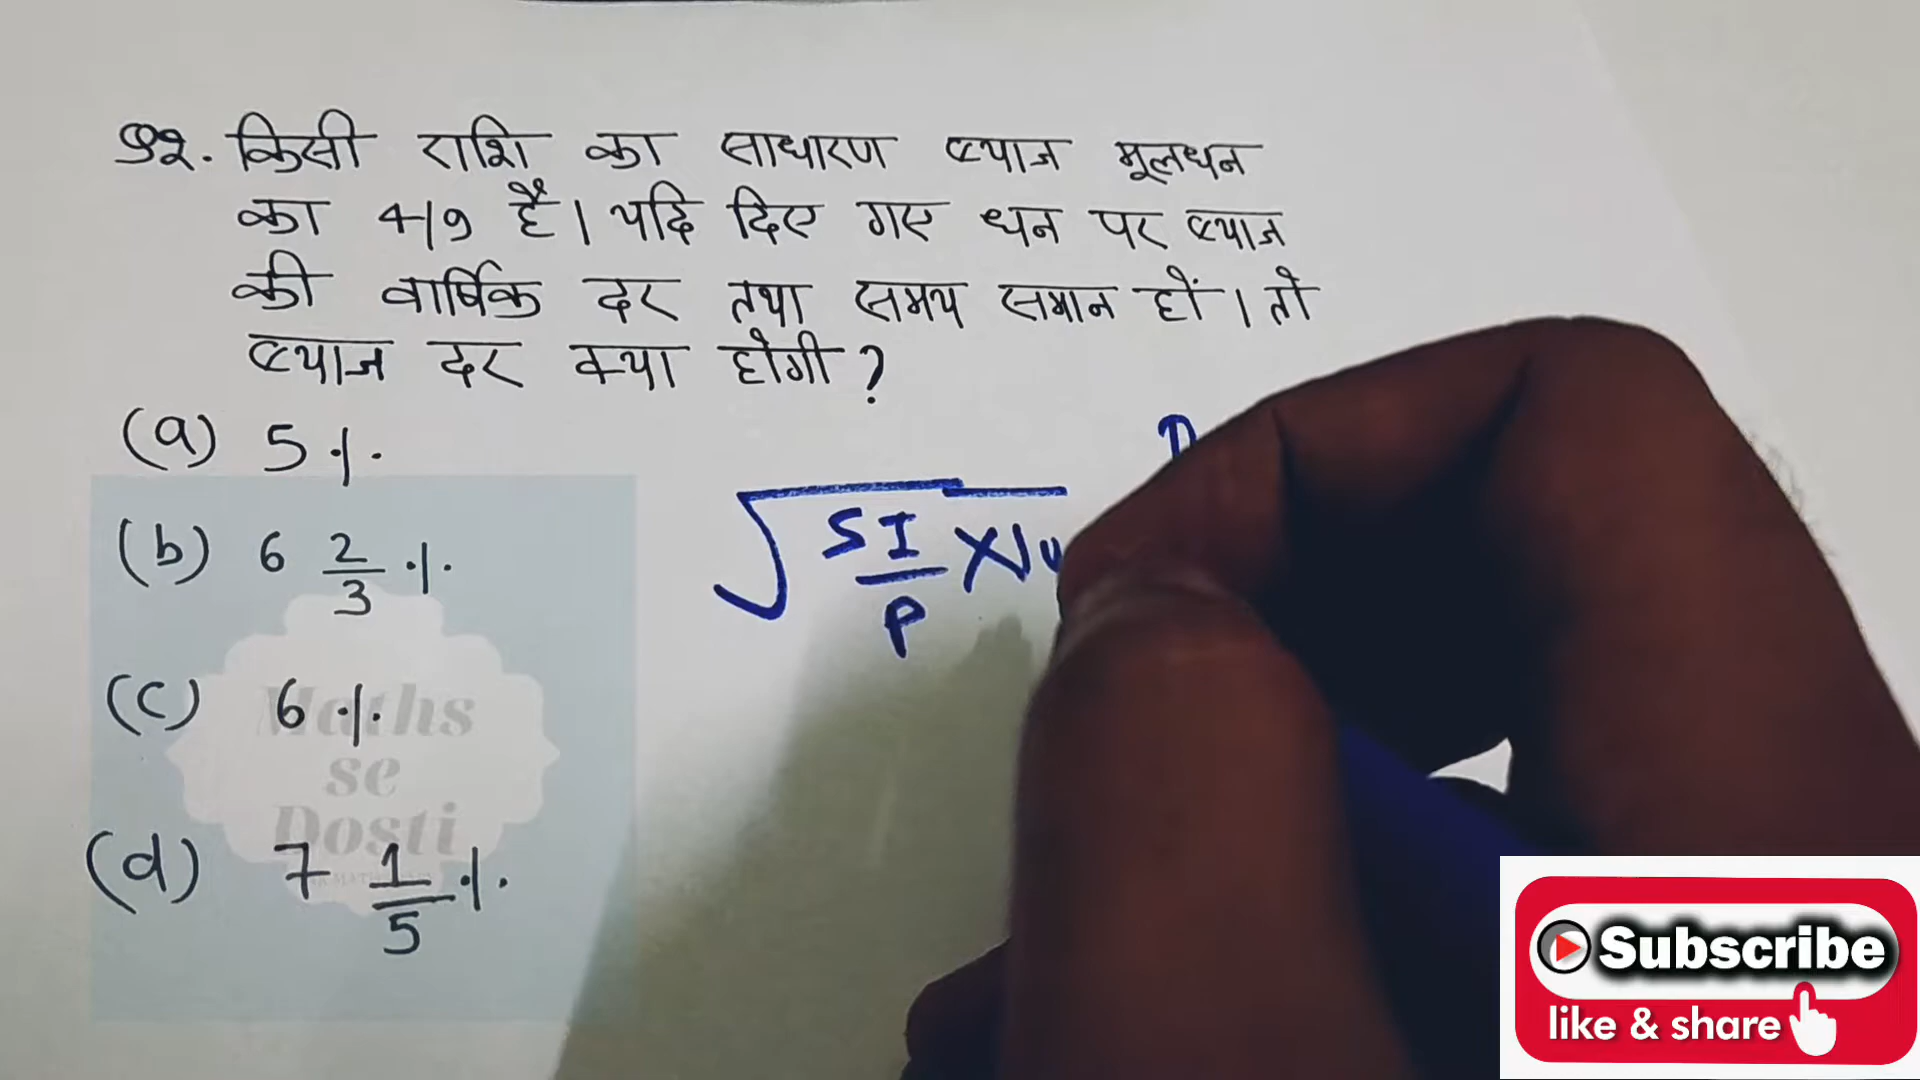 Q2. किसी राशि का साधारण ब्याज मूलधन
का 4/9 है। यदि दिए गए धन पर ब्याज
की वार्षिक दर तथा समय समान हों। तो
ब्याज दर क्या होगी?
(a) 5%
(b) 6 2/3 %
(c) 6%
(d) 7 1/5 %
√ SI/P X
Maths
se
Dosti
Subscribe
like & share